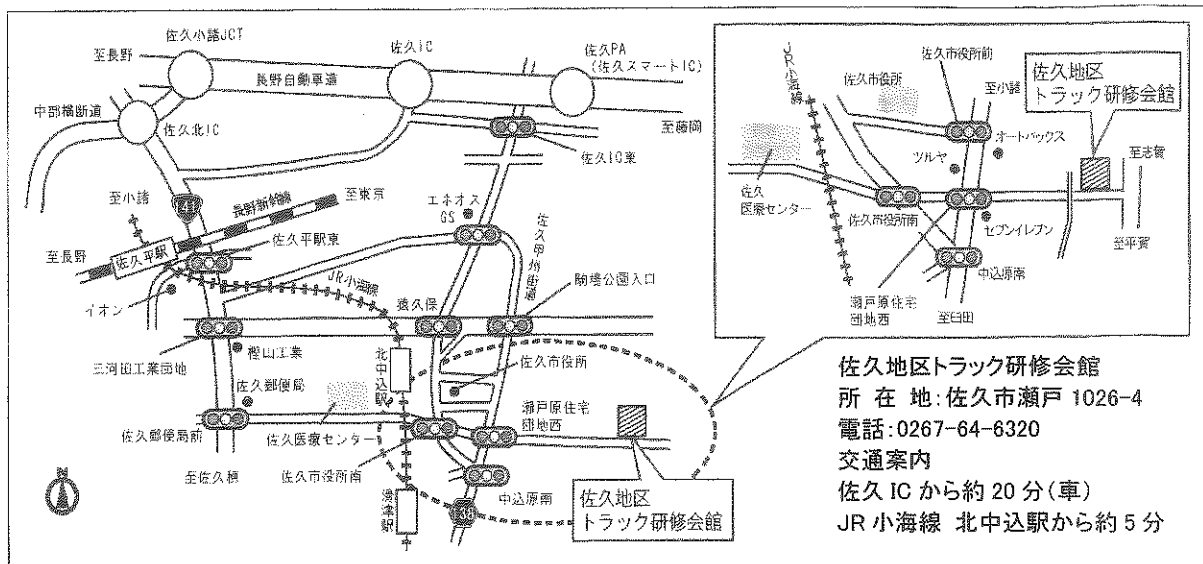 佐久小諸JCT
至長野
長野自動車道
佐久IC
佐久PA
(佐久スマートIC)
中部横断道
佐久北IC
至藤岡
佐久IC東
至小諸
長野新幹線
至東京
エネオス
GS
佐久平駅東
至長野
佐久平駅
佐久甲州街道
JR小海線
イオン
猿久保
駒場公園入口
三河田工業団地
樫山工業
北中込駅
佐久市役所
佐久郵便局
瀬戸原住宅
団地西
佐久郵便局前
佐久医療センター
至佐久穂
佐久市役所南
中込原南
滑津駅
N
佐久地区
トラック研修会館
JR小海線
佐久市役所前
佐久市役所
至小諸
佐久地区
トラック研修会館
オートバックス
ツルヤ
至志賀
佐久
医療センター
佐久市役所南
セブンイレブン
至平賀
中込原南
瀬戸原住宅
団地西
至臼田
佐久地区トラック研修会館
所 在 地:佐久市瀬戸 1026-4
電話:0267-64-6320
交通案内
佐久 IC から約 20 分(車)
JR 小海線 北中込駅から約 5 分